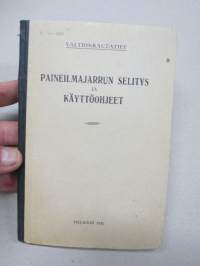 VALTIONRAUTATIET
PAINEILMAJARRUN SELITYS
JA
KÄYTTÖOHJEET
HELSINKI